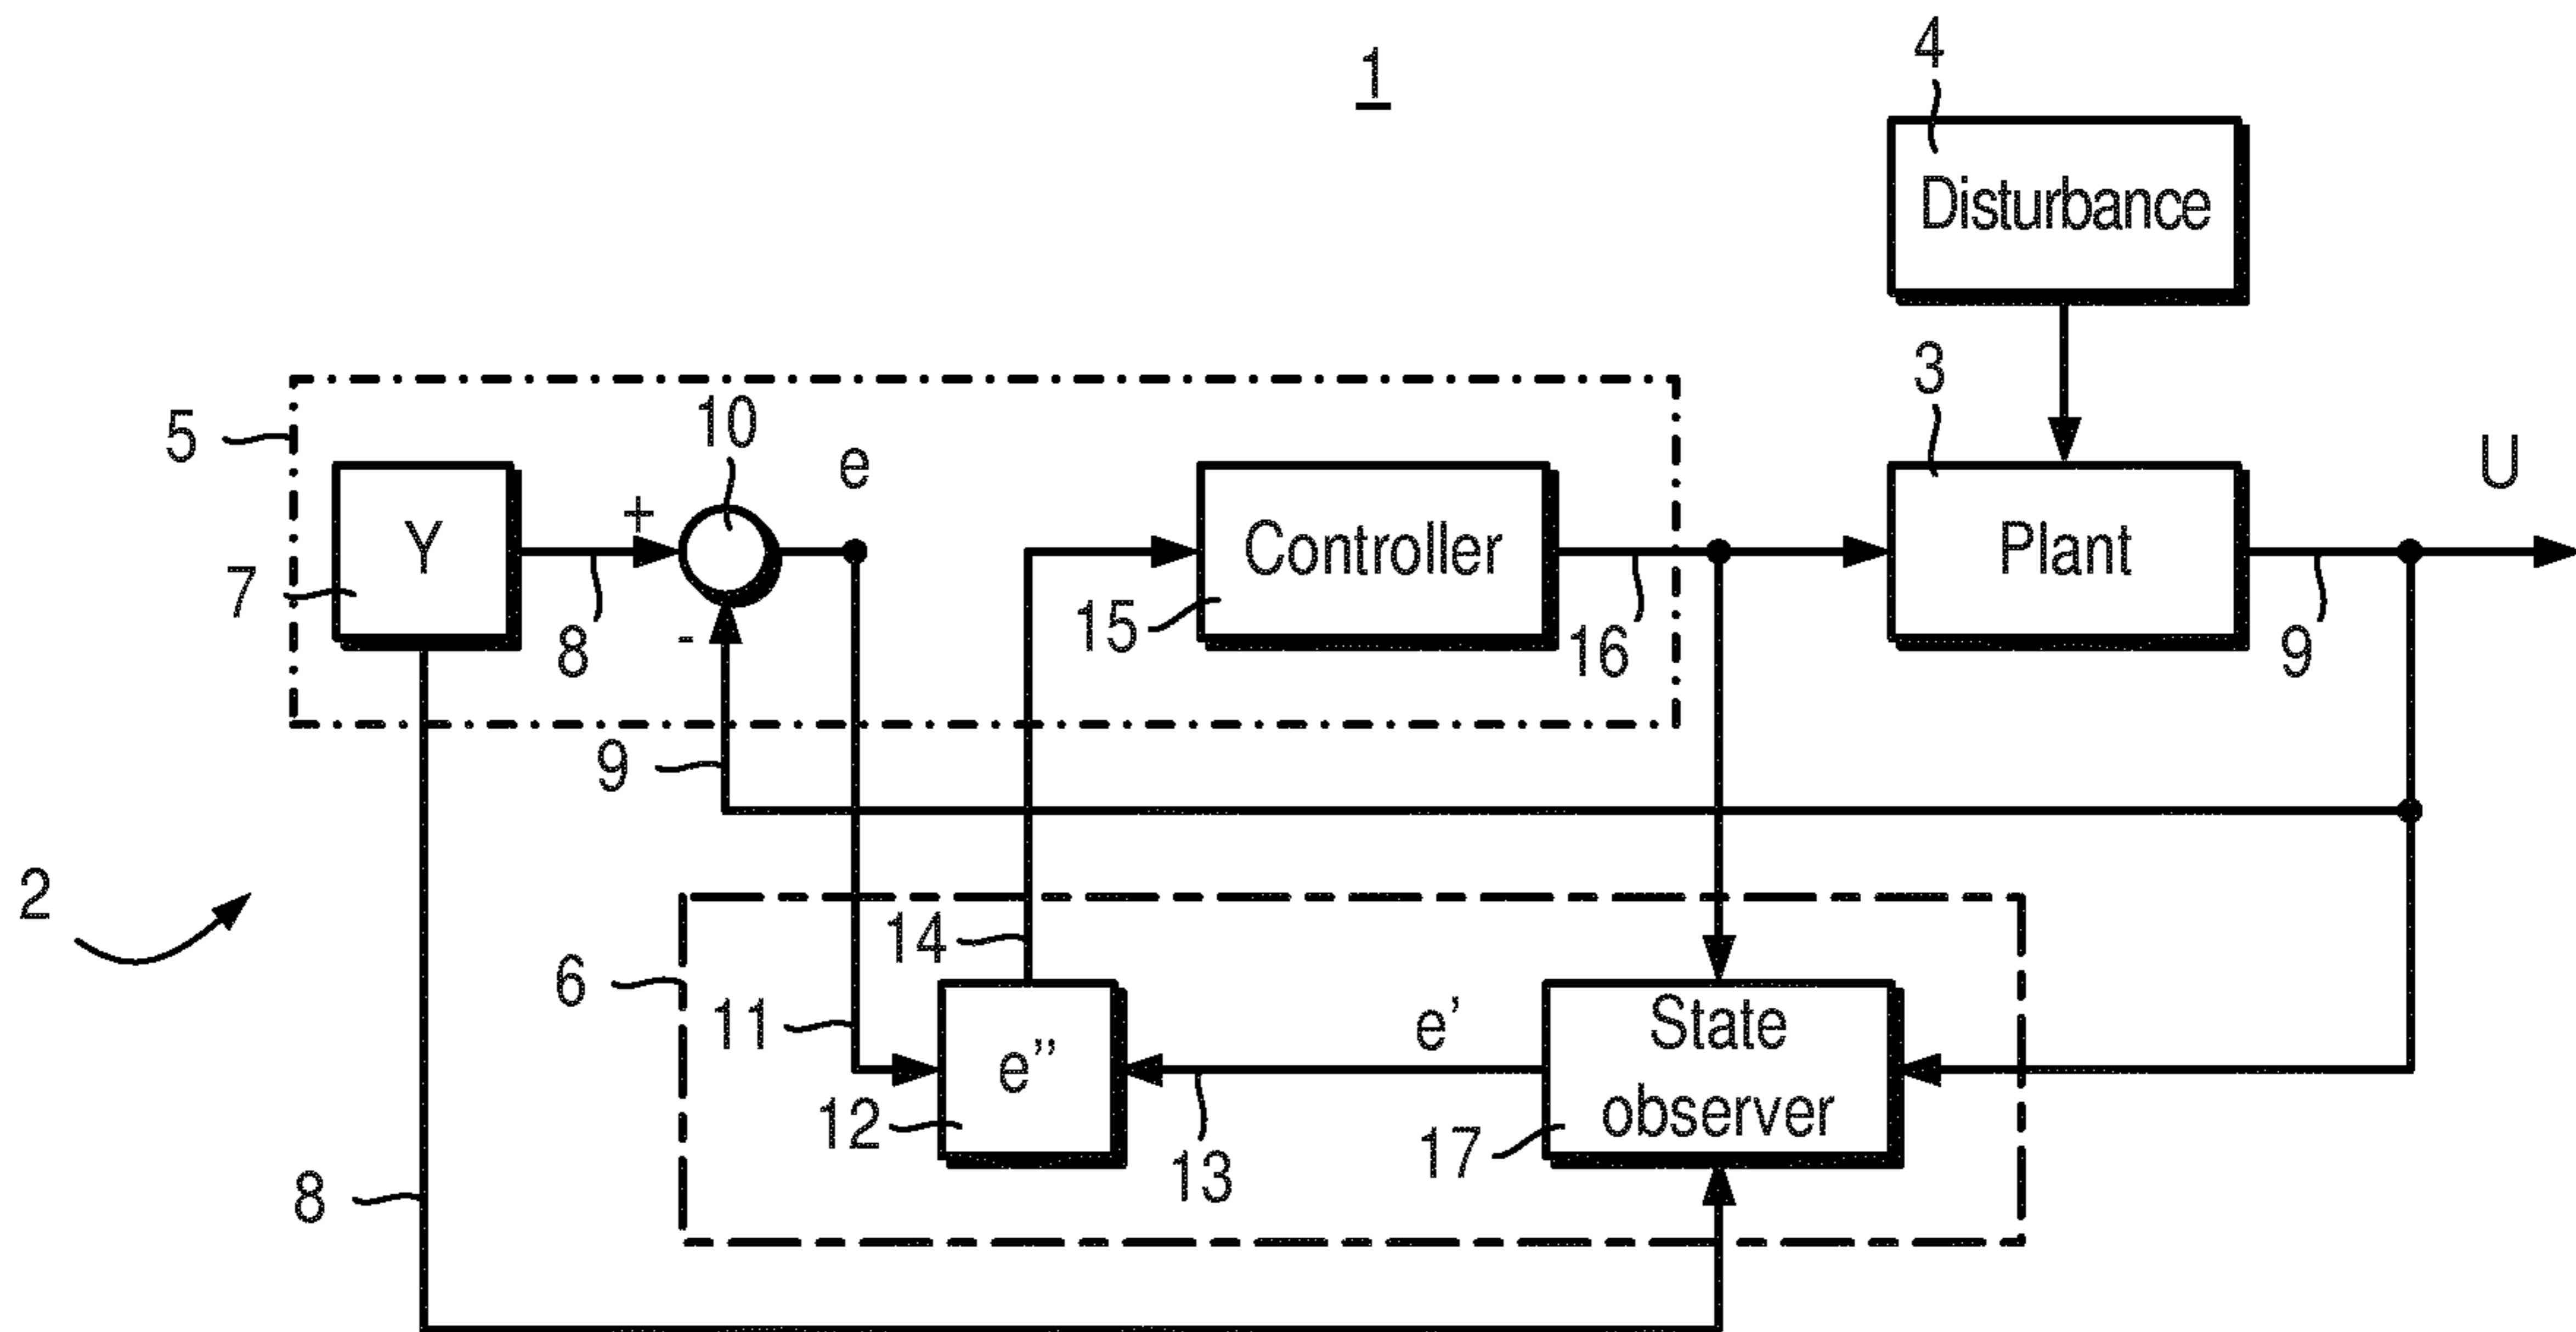 1
4
Disturbance
3
5
10
e
U
Y
+
Controller
Plant
7
8
-
15
16
9
9
2
14
6
11
e'
State
observer
e''
12
13
17
8